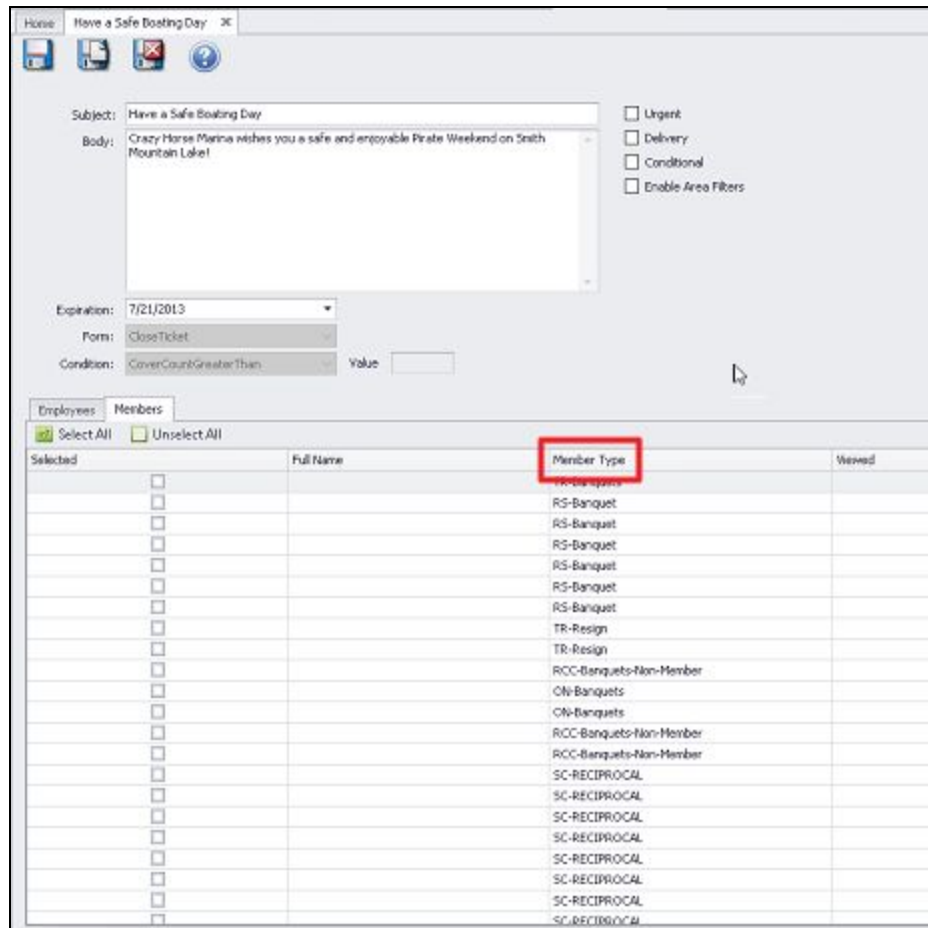 Home Have a Safe Boating Day
Subject: Have a Safe Boating Day
Urgent
Body: Crazy Horse Marina wishes you a safe and enjoyable Pirate Weekend on Smith
Mountain Lake!
Delivery
Conditional
Enable Area Filters
Expiration: 7/21/2013
Form: CloseTicket
Condition: CoverCountGreaterThan Value
Employees Members
Select All Unselect All
Selected Full Name Member Type Viewed
TR-Banquets
RS-Banquet
RS-Banquet
RS-Banquet
RS-Banquet
RS-Banquet
RS-Banquet
TR-Resign
TR-Resign
RCC-Banquets-Non-Member
ON-Banquets
ON-Banquets
RCC-Banquets-Non-Member
RCC-Banquets-Non-Member
SC-RECIPROCAL
SC-RECIPROCAL
SC-RECIPROCAL
SC-RECIPROCAL
SC-RECIPROCAL
SC-RECIPROCAL
SC-RECIPROCAL
SC-RECIPROCAL